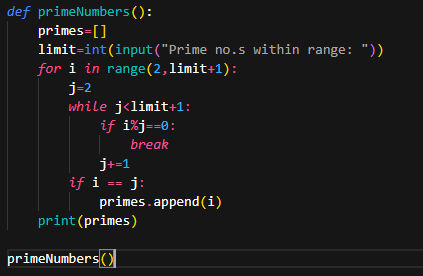 def primeNumbers():
    primes=[]
    limit=int(input("Prime no.s within range: "))
    for i in range(2,limit+1):
        j=2
        while j<limit+1:
            if i%j==0:
                break
            j+=1
        if i == j:
            primes.append(i)
    print(primes)

primeNumbers()